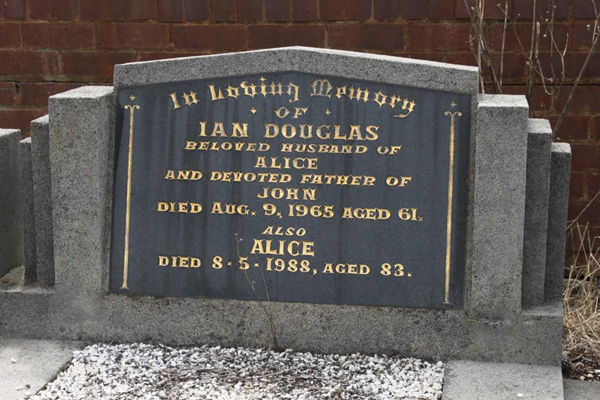 In Loving Memory
OF
IAN DOUGLAS
BELOVED HUSBAND OF
ALICE
AND DEVOTED FATHER OF
JOHN
DIED AUG. 9, 1965 AGED 61.
ALSO
ALICE
DIED 8-5-1988, AGED 83.